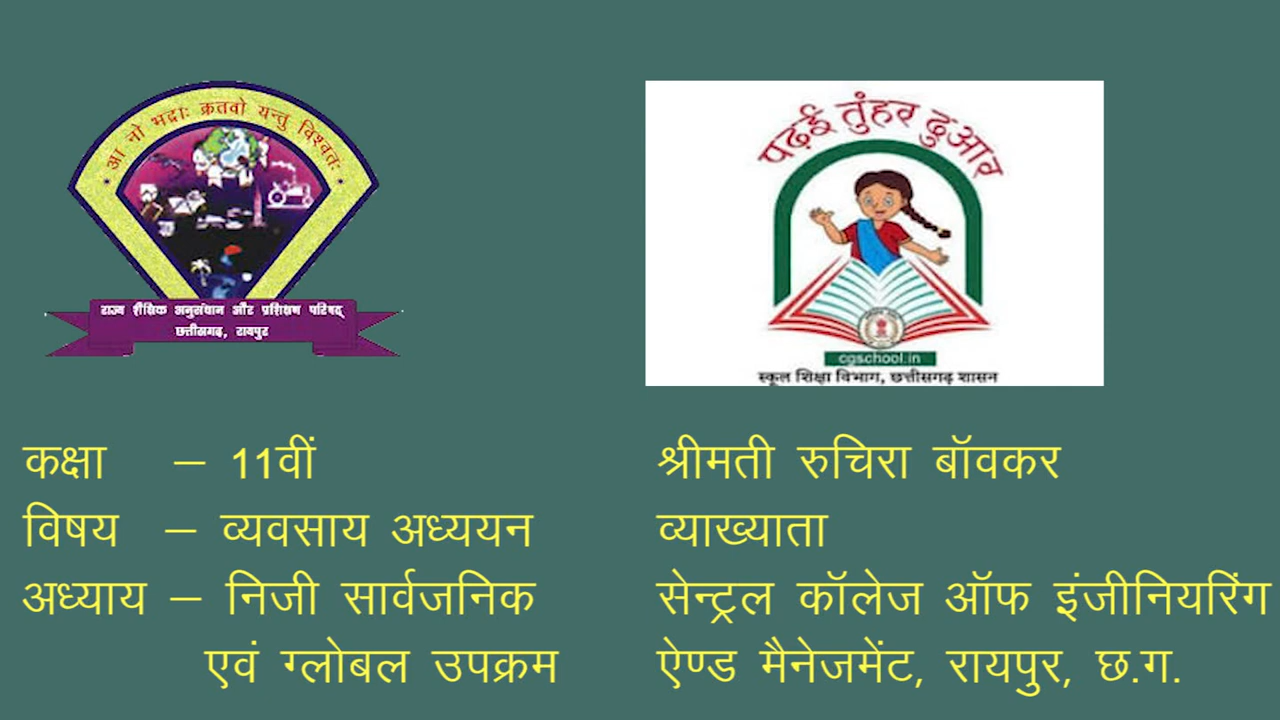 आ नो भद्राः क्रतवो यन्तु विश्वतः
राज्य शैक्षिक अनुसंधान और प्रशिक्षण परिषद्
छत्तीसगढ़, रायपुर
पढ़ई तुंहर दुआर
cgschool.in
स्कूल शिक्षा विभाग, छत्तीसगढ़ शासन
कक्षा – 11वीं
विषय – व्यवसाय अध्ययन
अध्याय – निजी सार्वजनिक
एवं ग्लोबल उपक्रम
श्रीमती रुचिरा बॉवकर
व्याख्याता
सेन्ट्रल कॉलेज ऑफ इंजीनियरिंग
ऐण्ड मैनेजमेंट, रायपुर, छ.ग.